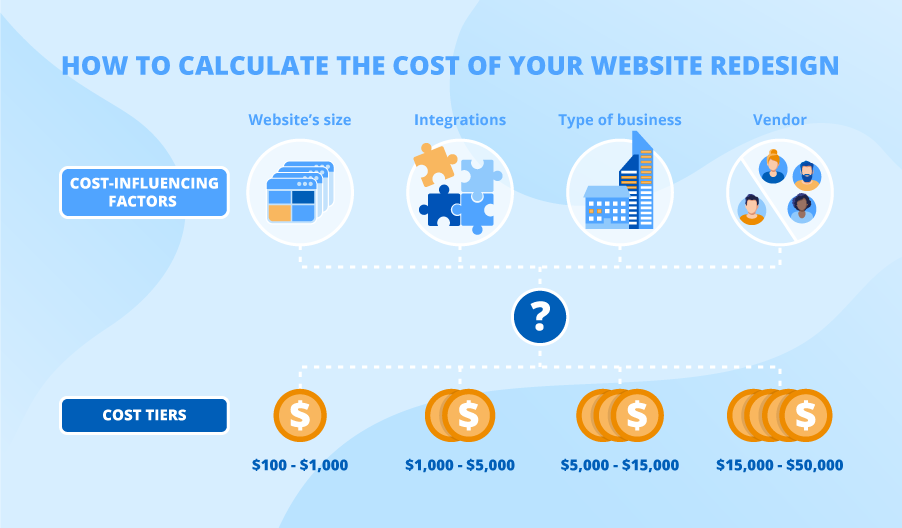 HOW TO CALCULATE THE COST OF YOUR WEBSITE REDESIGN
Website's size
Integrations
Type of business
Vendor
COST-INFLUENCING
FACTORS
?
COST TIERS
$
$
$
$
$100 - $1,000
$1,000 - $5,000
$5,000 - $15,000
$15,000 - $50,000